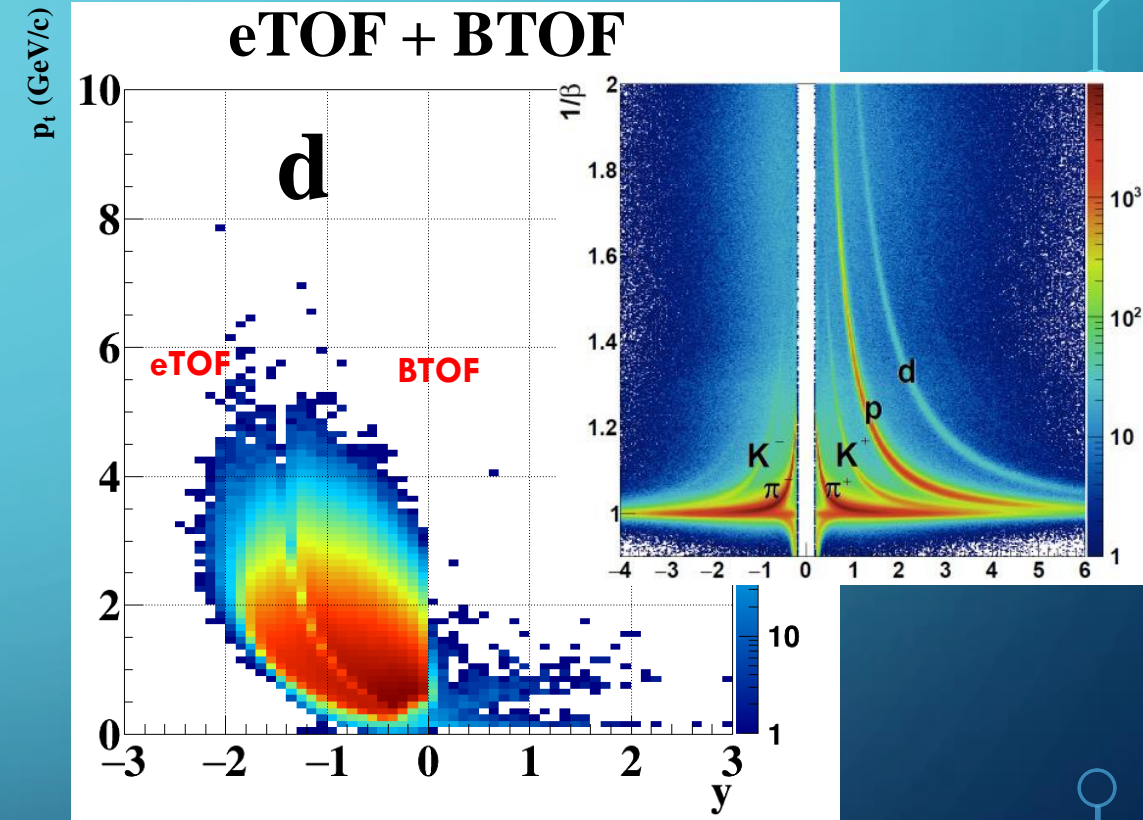 eTOF + BTOF
p_t (GeV/c)
10
8
6
4
2
0
d
eTOF
BTOF
−3 −2 −1 0 1 2 3
y
10
1
1/β
2
1.8
1.6
1.4
1.2
1
d
p
K⁻ K⁺
π⁻ π⁺
−4 −3 −2 −1 0 1 2 3 4 5 6
10³
10²
10
1